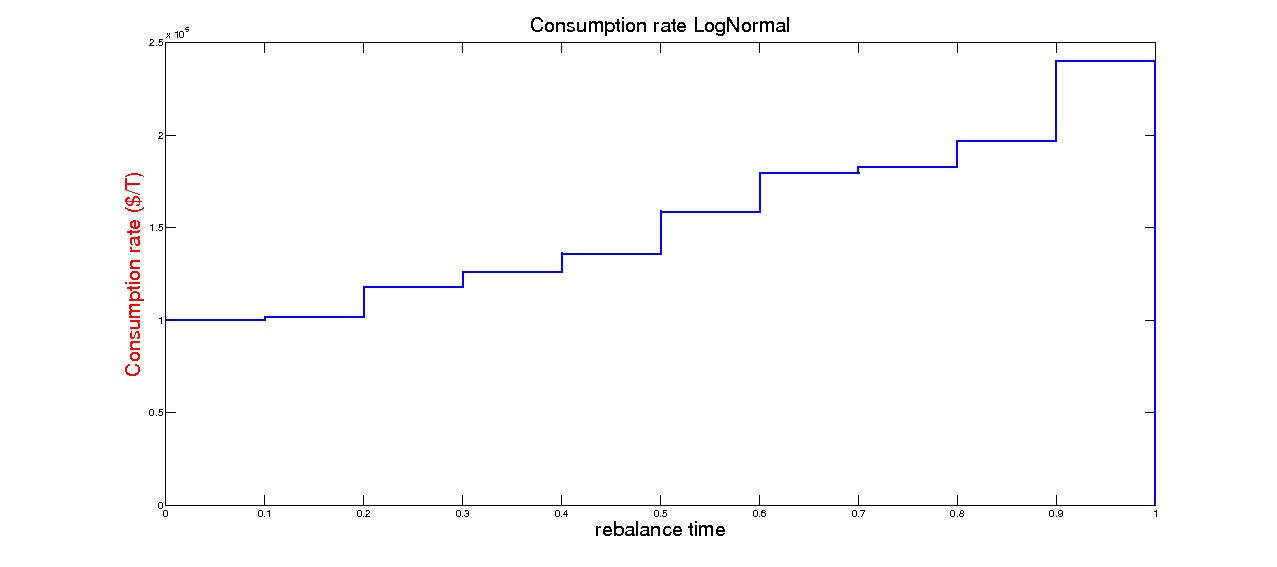 Consumption rate LogNormal
x 10^5
2.5
2
1.5
1
0.5
0
Consumption rate ($/T)
0 0.1 0.2 0.3 0.4 0.5 0.6 0.7 0.8 0.9 1
rebalance time